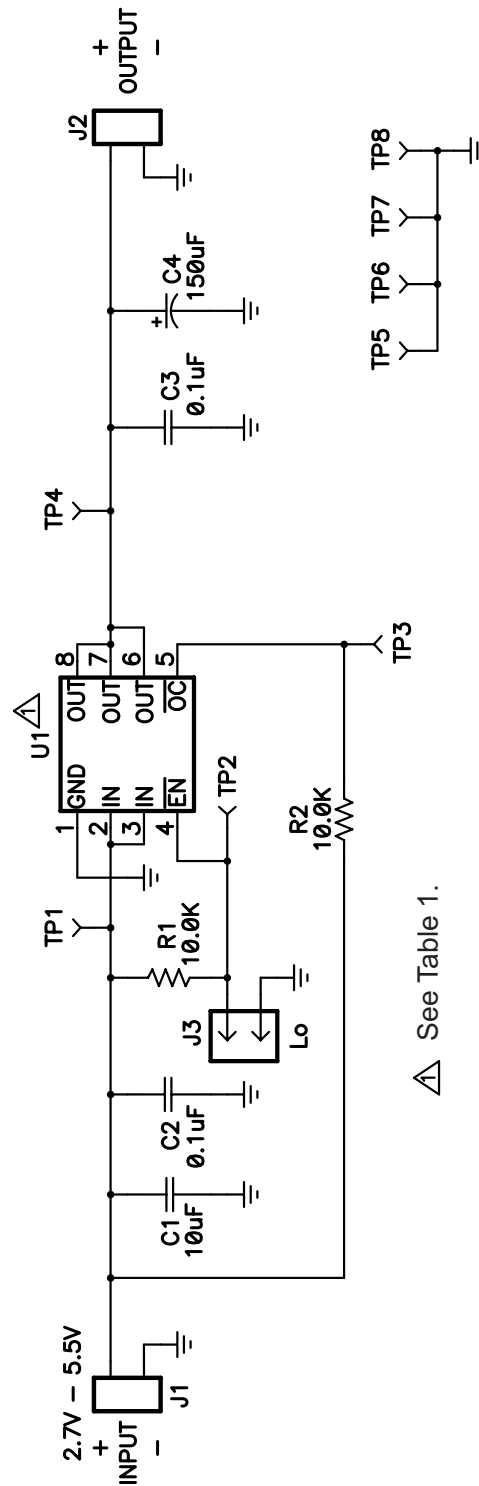 2.7V – 5.5V
+
INPUT
–
J1
C1
10uF
C2
0.1uF
J3
Lo
R1
10.0K
TP1
TP2
R2
10.0K
TP3
U1
1
1
GND
2
IN
3
IN
4
EN
8
OUT
7
OUT
6
OUT
5
OC
TP4
C3
0.1uF
+
C4
150uF
J2
+
OUTPUT
–
TP5
TP6
TP7
TP8
1 See Table 1.